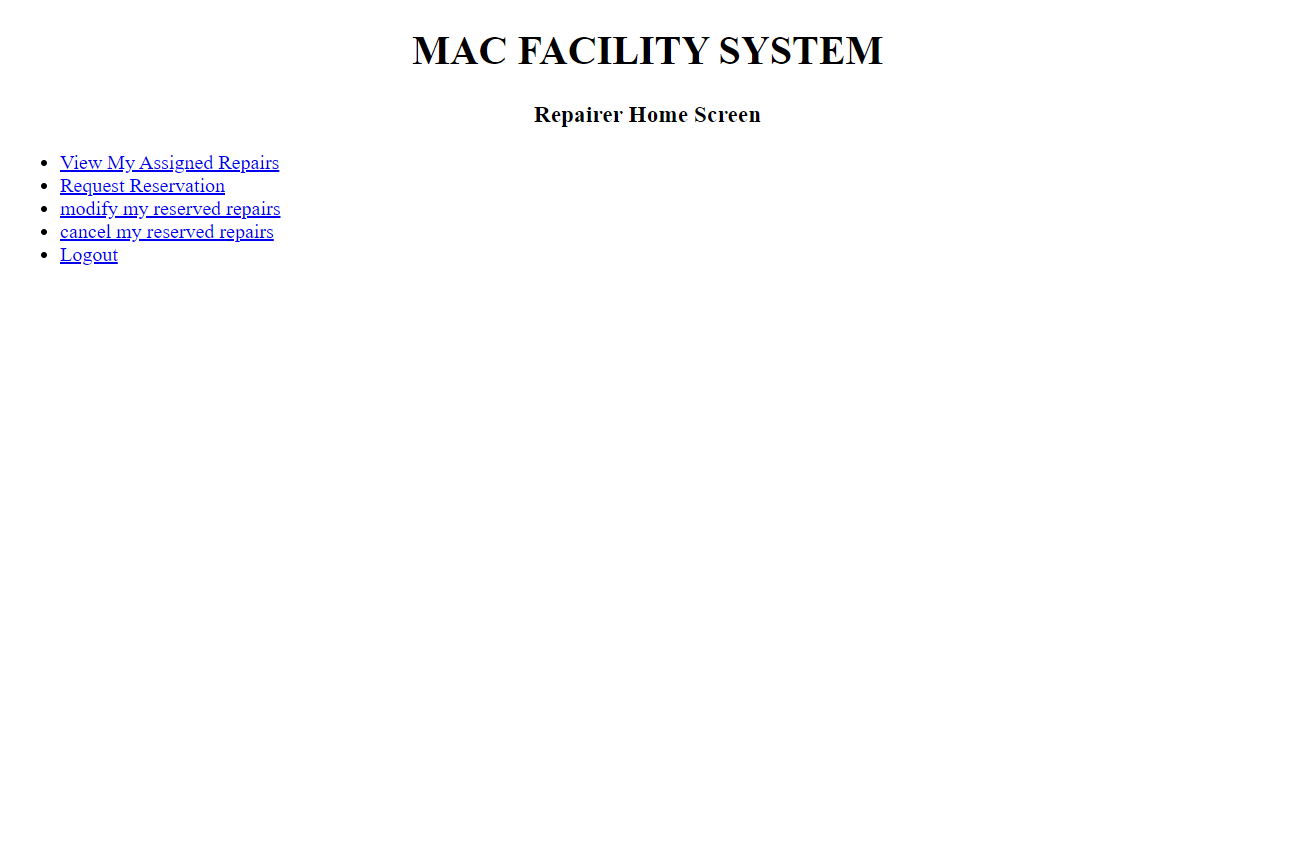 MAC FACILITY SYSTEM
Repairer Home Screen
View My Assigned Repairs
Request Reservation
modify my reserved repairs
cancel my reserved repairs
Logout